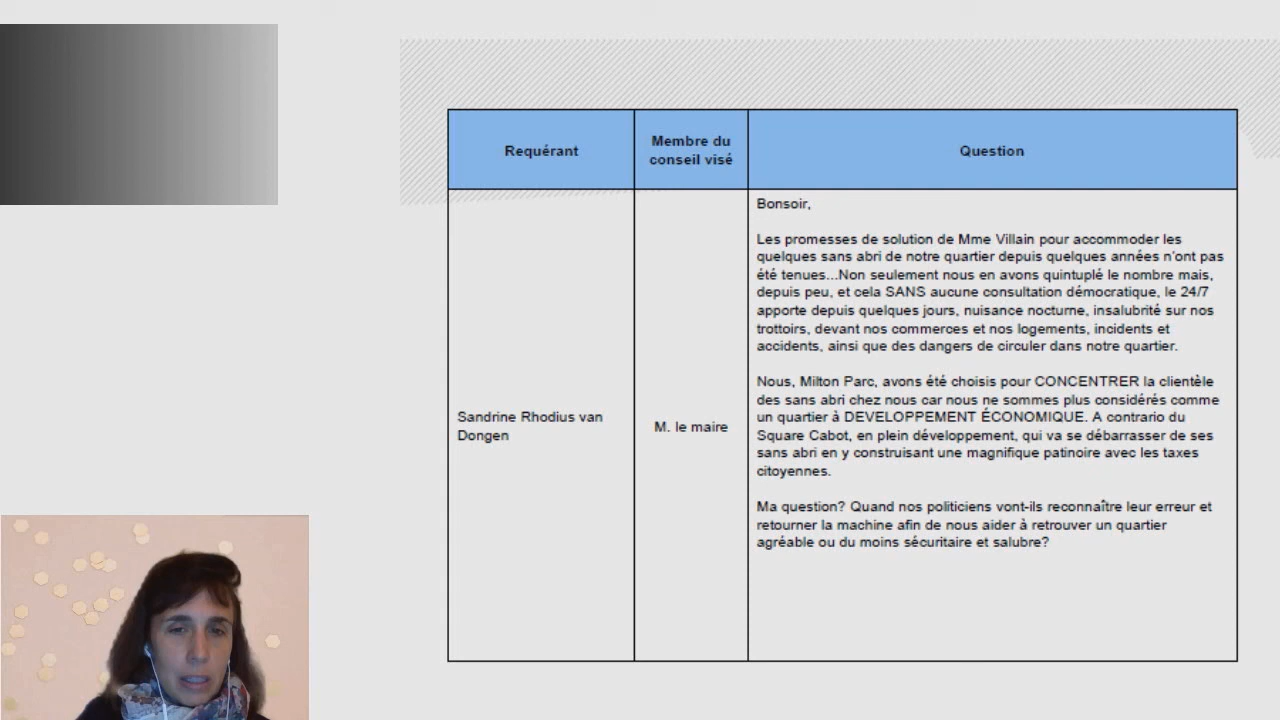 Requérant
Membre du
conseil visé
Question
Sandrine Rhodius van
Dongen
M. le maire
Bonsoir,
Les promesses de solution de Mme Villain pour accommoder les
quelques sans abri de notre quartier depuis quelques années n'ont pas
été tenues...Non seulement nous en avons quintuplé le nombre mais,
depuis peu, et cela SANS aucune consultation démocratique, le 24/7
apporte depuis quelques jours, nuisance nocturne, insalubrité sur nos
trottoirs, devant nos commerces et nos logements, incidents et
accidents, ainsi que des dangers de circuler dans notre quartier.
Nous, Milton Parc, avons été choisis pour CONCENTRER la clientèle
des sans abri chez nous car nous ne sommes plus considérés comme
un quartier à DEVELOPPEMENT ÉCONOMIQUE. A contrario du
Square Cabot, en plein développement, qui va se débarrasser de ses
sans abri en y construisant une magnifique patinoire avec les taxes
citoyennes.
Ma question? Quand nos politiciens vont-ils reconnaître leur erreur et
retourner la machine afin de nous aider à retrouver un quartier
agréable ou du moins sécuritaire et salubre?